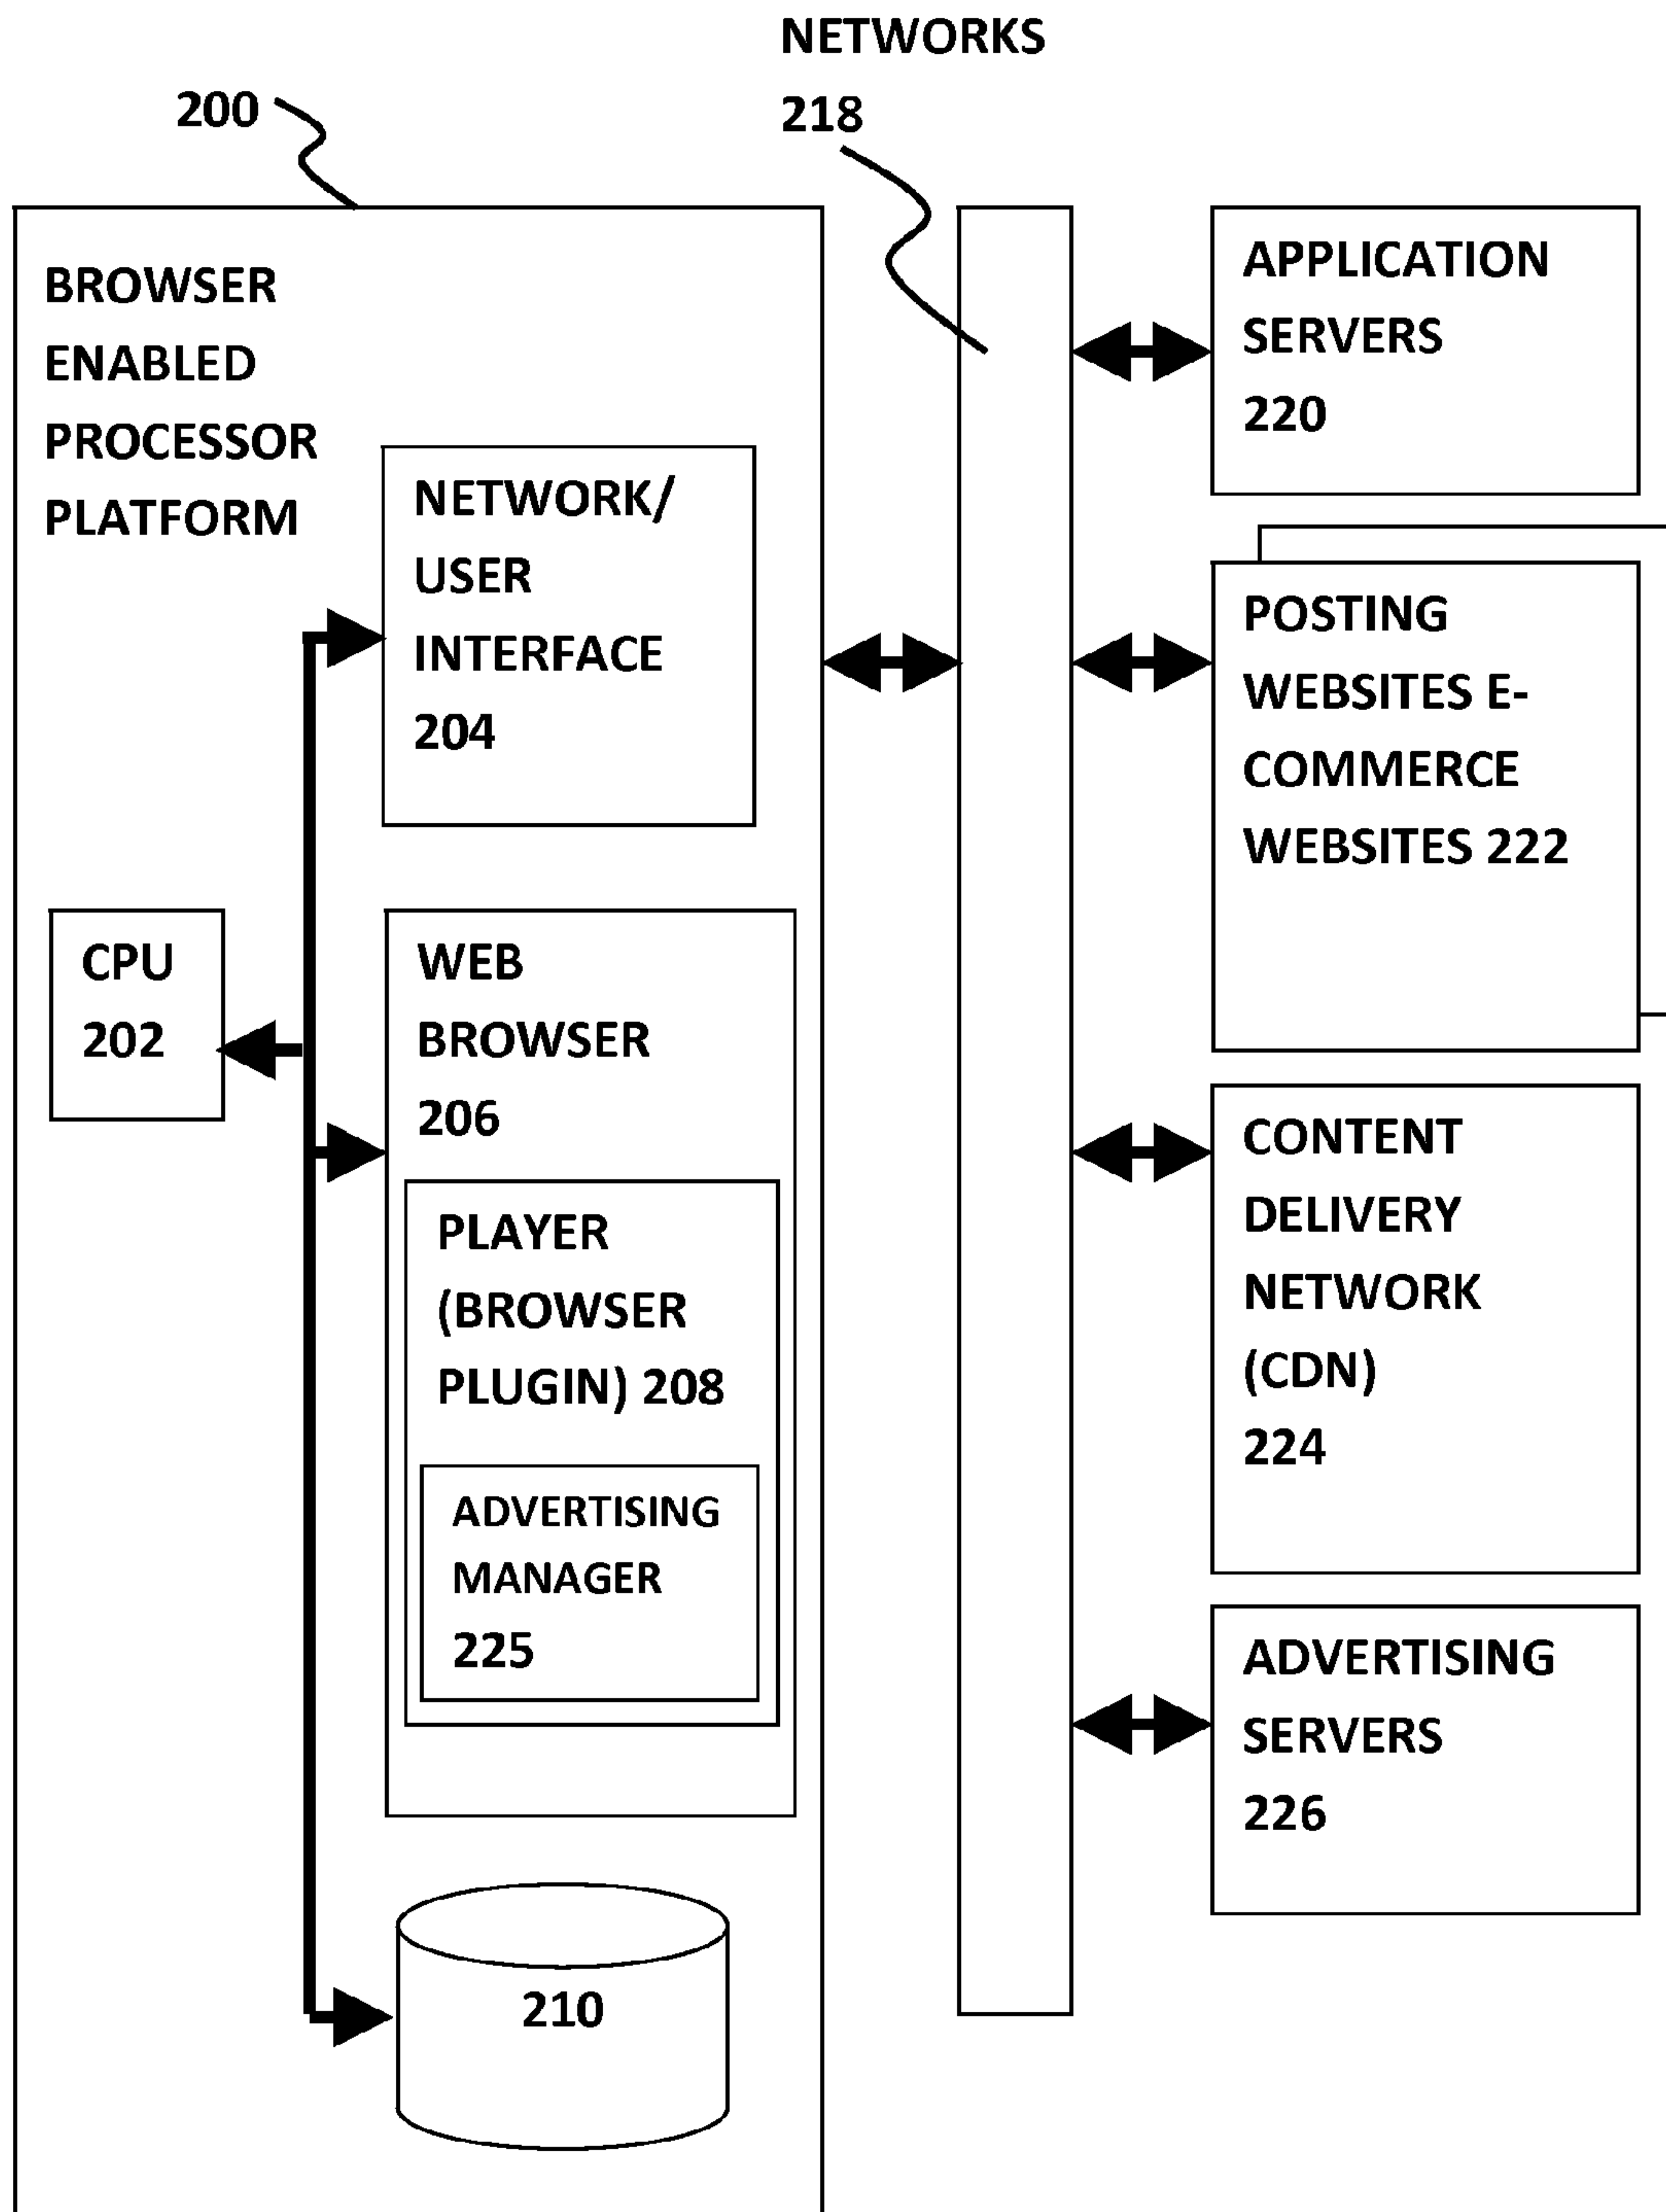 NETWORKS
218
200
BROWSER
ENABLED
PROCESSOR
PLATFORM
NETWORK/
USER
INTERFACE
204
CPU
202
WEB
BROWSER
206
PLAYER
(BROWSER
PLUGIN) 208
ADVERTISING
MANAGER
225
210
APPLICATION
SERVERS
220
POSTING
WEBSITES E-
COMMERCE
WEBSITES 222
CONTENT
DELIVERY
NETWORK
(CDN)
224
ADVERTISING
SERVERS
226